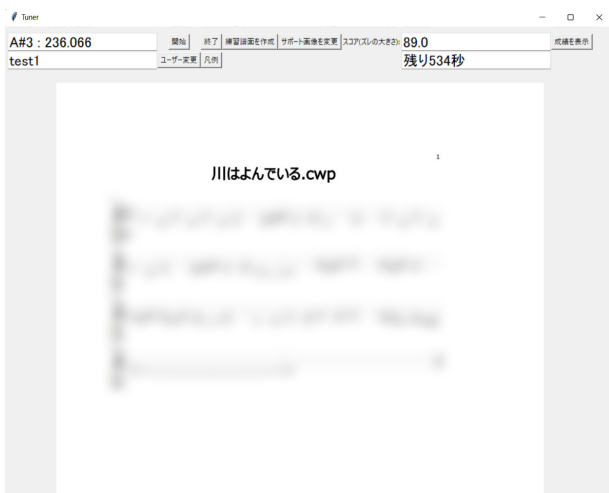 Tuner
A#3 : 236.066 開始 終了 練習譜面を作成 サポート画像を変更 スコア(ズレの大きさ): 89.0 成績を表示
test1 ユーザー変更 凡例 残り534秒
1
川はよんでいる.cwp